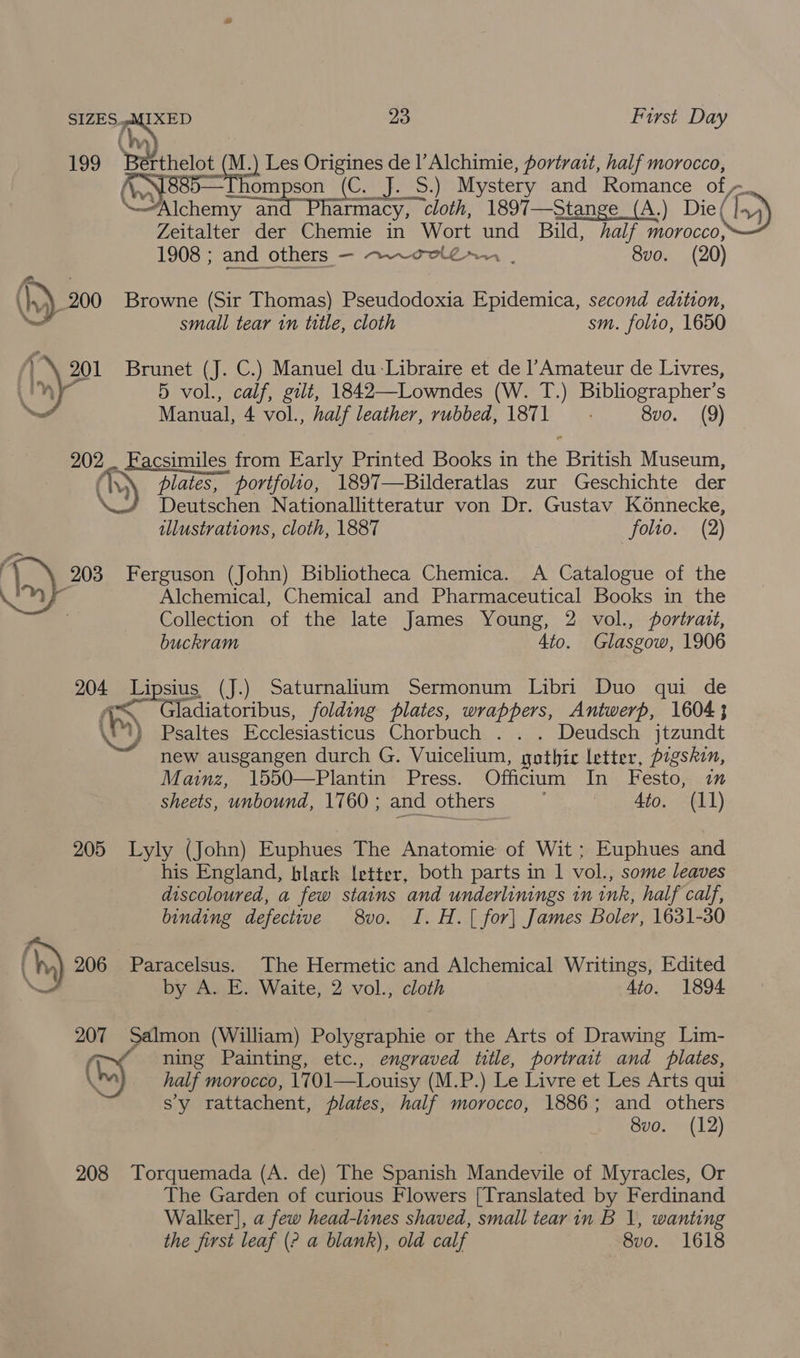 SIZES MIXED 23 First Day
199 Berthelot (M.) Les Origines de l'Alchimie, portrait, half morocco,
1885—Thompson (C. J. S.) Mystery and Romance of
Alchemy and Pharmacy, cloth, 1897—Stange (A.) Die
Zeitalter der Chemie in Wort und Bild, half morocco,
1908 ; and others — 8vo. (20)
200 Browne (Sir Thomas) Pseudodoxia Epidemica, second edition,
small tear in title, cloth sm. folio, 1650
201 Brunet (J. C.) Manuel du Libraire et de l'Amateur de Livres,
5 vol., calf, gilt, 1842—Lowndes (W. T.) Bibliographer's
Manual, 4 vol., half leather, rubbed, 1871 8vo. (9)
202 Facsimiles from Early Printed Books in the British Museum,
plates, portfolio, 1897—Bilderatlas zur Geschichte der
Deutschen Nationallitteratur von Dr. Gustav Könnecke,
illustrations, cloth, 1887 folio. (2)
203 Ferguson (John) Bibliotheca Chemica. A Catalogue of the
Alchemical, Chemical and Pharmaceutical Books in the
Collection of the late James Young, 2 vol., portrait,
buckram 4to. Glasgow, 1906
204 Lipsius (J.) Saturnalium Sermonum Libri Duo qui de
Gladiatoribus, folding plates, wrappers, Antwerp, 1604 ;
Psaltes Ecclesiasticus Chorbuch . . . Deudsch jtzundt
new ausgangen durch G. Vuicelium, gothic letter, pigskin,
Mainz, 1550—Plantin Press. Officium In Festo, in
sheets, unbound, 1760 ; and others 4to. (11)
205 Lyly (John) Euphues The Anatomie of Wit ; Euphues and
his England, black letter, both parts in 1 vol., some leaves
discoloured, a few stains and underlinings in ink, half calf,
binding defective 8vo. I. H. [for] James Boler, 1631-30
206 Paracelsus. The Hermetic and Alchemical Writings, Edited
by A. E. Waite, 2 vol., cloth 4to. 1894
207 Salmon (William) Polygraphie or the Arts of Drawing Lim-
ning Painting, etc., engraved title, portrait and plates,
half morocco, 1701—Louisy (M.P.) Le Livre et Les Arts qui
s'y rattachent, plates, half morocco, 1886 ; and others
8vo. (12)
208 Torquemada (A. de) The Spanish Mandevile of Myracles, Or
The Garden of curious Flowers [Translated by Ferdinand
Walker], a few head-lines shaved, small tear in B 1, wanting
the first leaf (? a blank), old calf 8vo. 1618